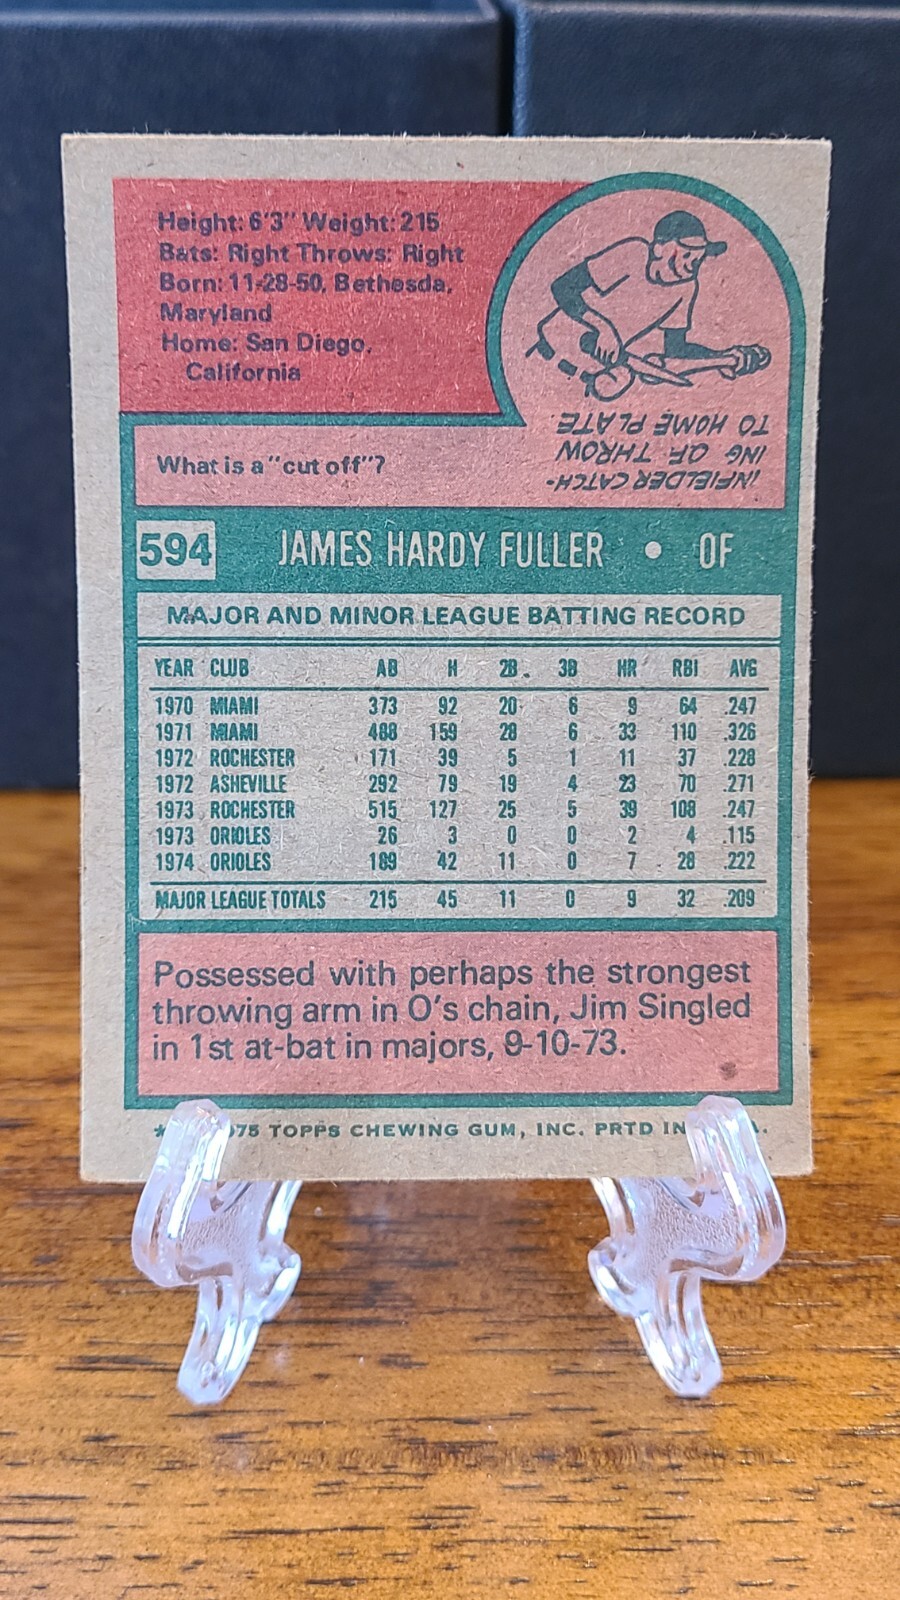 Height: 6'3" Weight: 215
Bats: Right Throws: Right
Born: 11-28-50, Bethesda,
Maryland
Home: San Diego,
California
What is a "cut off"?
INFIELDER CATCH-
ING OF THROW
TO HOME PLATE.
594 JAMES HARDY FULLER • OF
MAJOR AND MINOR LEAGUE BATTING RECORD
YEAR CLUB AB H 2B 3B HR RBI AVG
1970 MIAMI 373 92 20 6 9 64 .247
1971 MIAMI 488 159 28 6 33 110 .326
1972 ROCHESTER 171 39 5 1 11 37 .228
1972 ASHEVILLE 292 79 19 4 23 70 .271
1973 ROCHESTER 515 127 25 5 39 108 .247
1973 ORIOLES 26 3 0 0 2 4 .115
1974 ORIOLES 189 42 11 0 7 28 .222
MAJOR LEAGUE TOTALS 215 45 11 0 9 32 .209
Possessed with perhaps the strongest
throwing arm in O's chain, Jim Singled
in 1st at-bat in majors, 9-10-73.
* 975 TOPPS CHEWING GUM, INC. PRTD IN A.